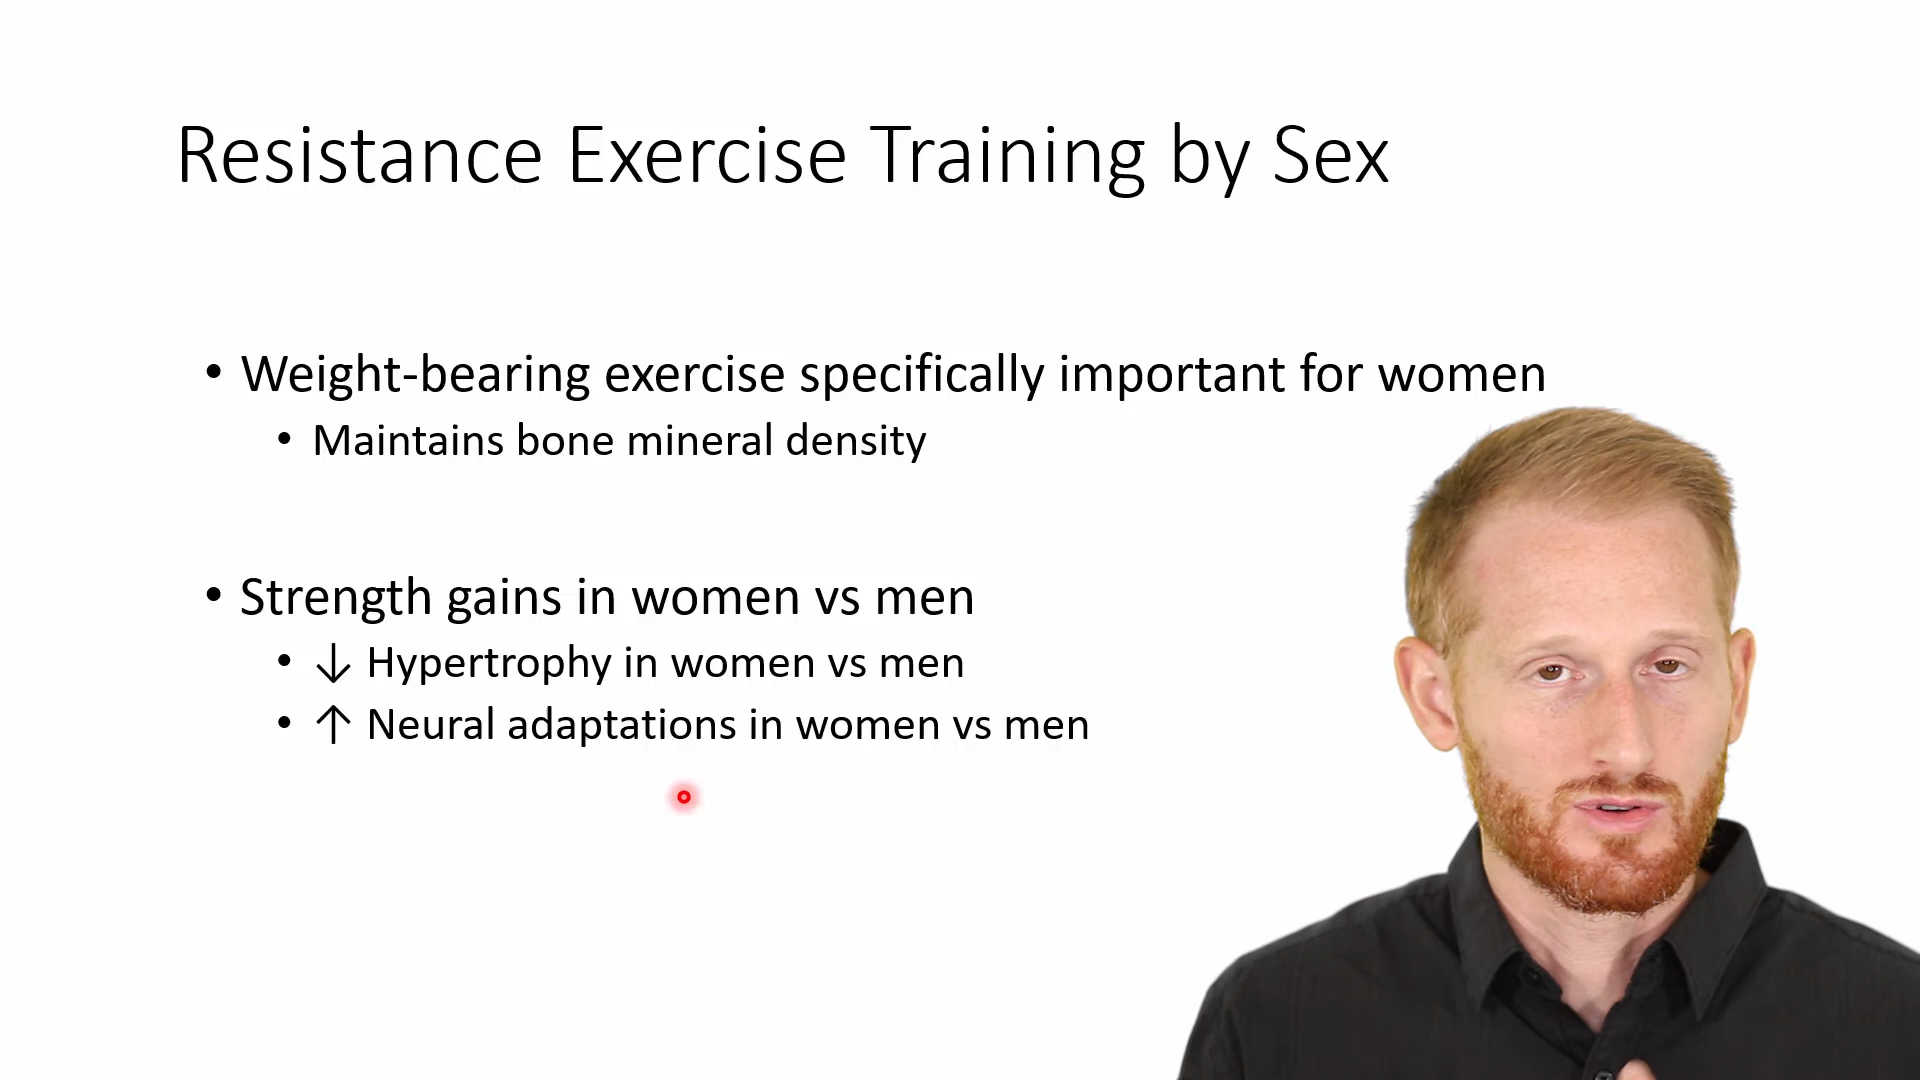 Resistance Exercise Training by Sex
• Weight-bearing exercise specifically important for women
• Maintains bone mineral density
• Strength gains in women vs men
• ↓ Hypertrophy in women vs men
• ↑ Neural adaptations in women vs men